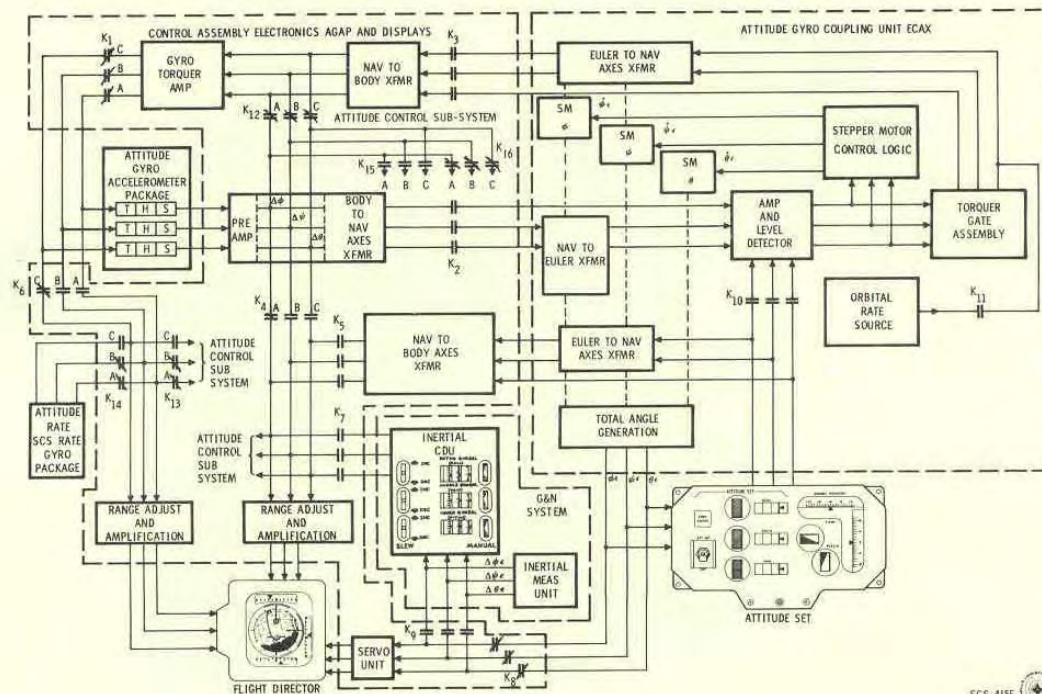 CONTROL ASSEMBLY ELECTRONICS AGAP AND DISPLAYS
ATTITUDE GYRO COUPLING UNIT ECAX
K1
C
B
A
GYRO TORQUER AMP
NAV TO BODY XFMR
K3
EULER TO NAV AXES XFMR
K12
A B C
ATTITUDE CONTROL SUB-SYSTEM
K15
K16
A B C A B C
SM
φ
SM
ψ
SM
θ
STEPPER MOTOR CONTROL LOGIC
ATTITUDE GYRO ACCELEROMETER PACKAGE
T H S
T H S
T H S
PRE AMP
Δφ
Δψ
Δθ
BODY TO NAV AXES XFMR
K2
NAV TO EULER XFMR
AMP AND LEVEL DETECTOR
TORQUER GATE ASSEMBLY
K10
ORBITAL RATE SOURCE
K11
K6
C B A
K4
A B C
K5
NAV TO BODY AXES XFMR
EULER TO NAV AXES XFMR
C C
B B
A A
K14
K13
ATTITUDE CONTROL SUB SYSTEM
ATTITUDE RATE SCS RATE GYRO PACKAGE
K7
TOTAL ANGLE GENERATION
ATTITUDE CONTROL SUB SYSTEM
INERTIAL CDU
SLEW
MANUAL
G&N SYSTEM
RANGE ADJUST AND AMPLIFICATION
RANGE ADJUST AND AMPLIFICATION
Δφe
Δψe
Δθe
INERTIAL MEAS UNIT
ATTITUDE SET
ATTITUDE SET
K9
SERVO UNIT
K8
FLIGHT DIRECTOR